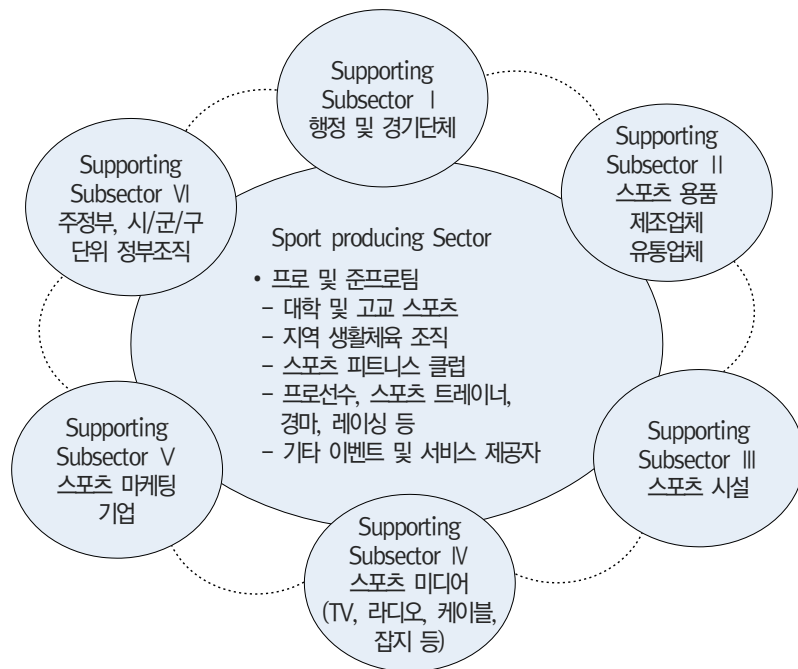 Supporting
Subsector Ⅰ
행정 및 경기단체
Supporting
Subsector Ⅱ
스포츠 용품
제조업체
유통업체
Supporting
Subsector Ⅵ
주정부, 시/군/구
단위 정부조직
Sport producing Sector
• 프로 및 준프로팀
– 대학 및 고교 스포츠
– 지역 생활체육 조직
– 스포츠 피트니스 클럽
– 프로선수, 스포츠 트레이너,
경마, 레이싱 등
– 기타 이벤트 및 서비스 제공자
Supporting
Subsector Ⅲ
스포츠 시설
Supporting
Subsector Ⅴ
스포츠 마케팅
기업
Supporting
Subsector Ⅳ
스포츠 미디어
(TV, 라디오, 케이블,
잡지 등)